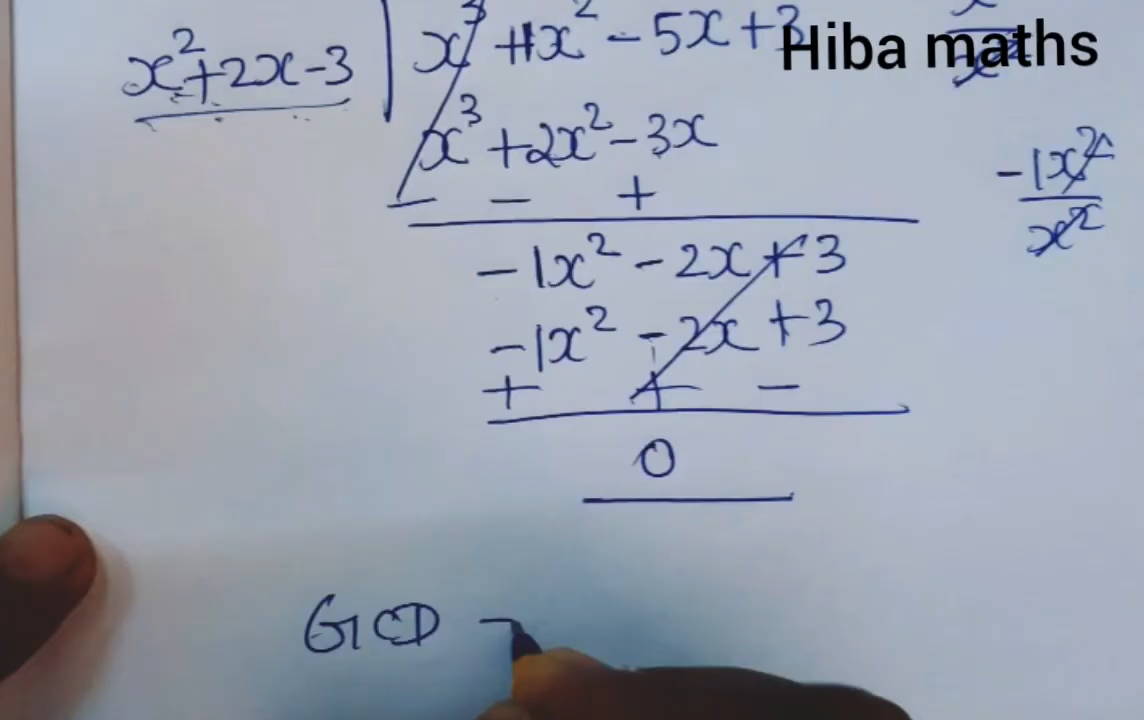 x² + 2x - 3 | x³ + 1x² - 5x + 3
Hiba maths
x³ + 2x² - 3x
- - +
-1x² - 2x + 3
-1x² - 2x + 3
+ + -
0
-1x²
x²
GCD -